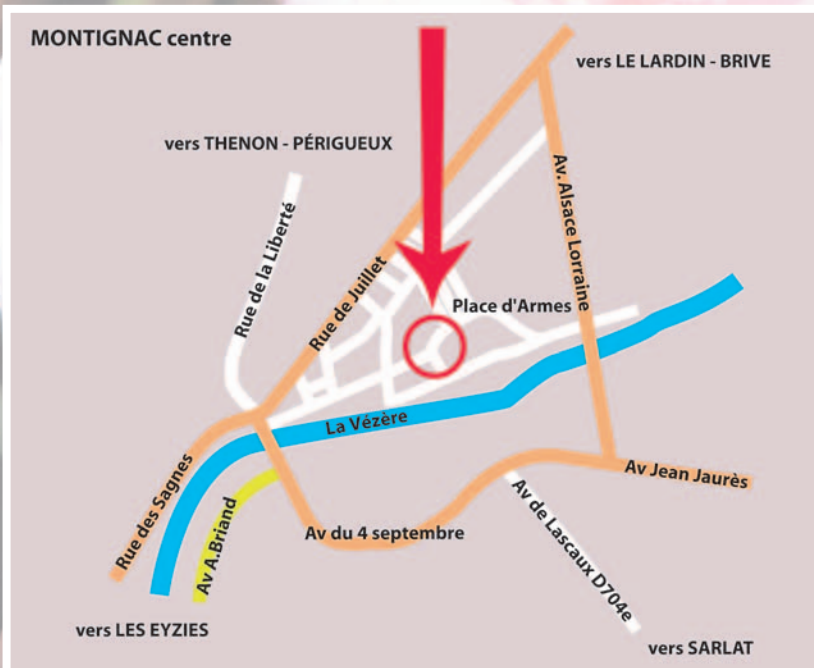 MONTIGNAC centre
vers LE LARDIN - BRIVE
vers THENON - PÉRIGUEUX
Av. Alsace Lorraine
Rue de la Liberté
Rue de Juillet
Place d'Armes
La Vézère
Rue des Sagnes
Av A.Briand
Av du 4 septembre
Av Jean Jaurès
Av de Lascaux D704e
vers LES EYZIES
vers SARLAT